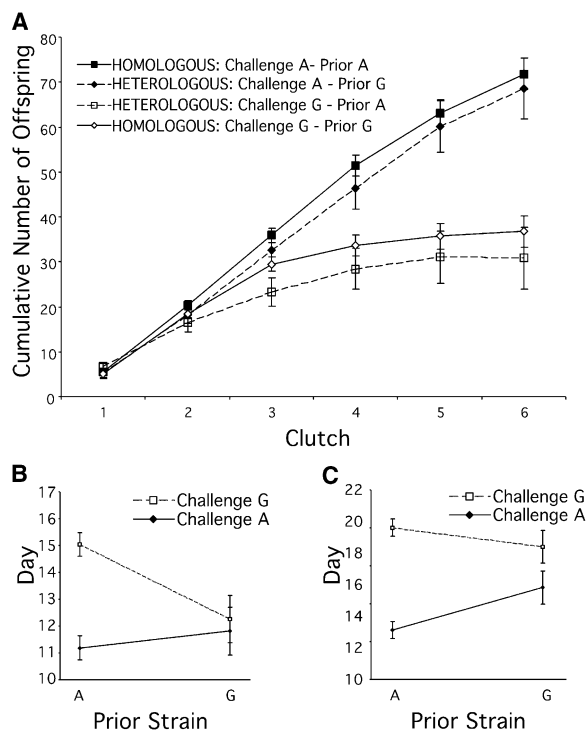 A
80
70
60
50
40
30
20
10
0
Cumulative Number of Offspring
HOMOLOGOUS: Challenge A- Prior A
HETEROLOGOUS: Challenge A - Prior G
HETEROLOGOUS: Challenge G - Prior A
HOMOLOGOUS: Challenge G - Prior G
1 2 3 4 5 6
Clutch
B
17
16
15
14
13
12
11
10
Day
Challenge G
Challenge A
A G
Prior Strain
C
22
20
18
16
14
12
10
Day
Challenge G
Challenge A
A G
Prior Strain